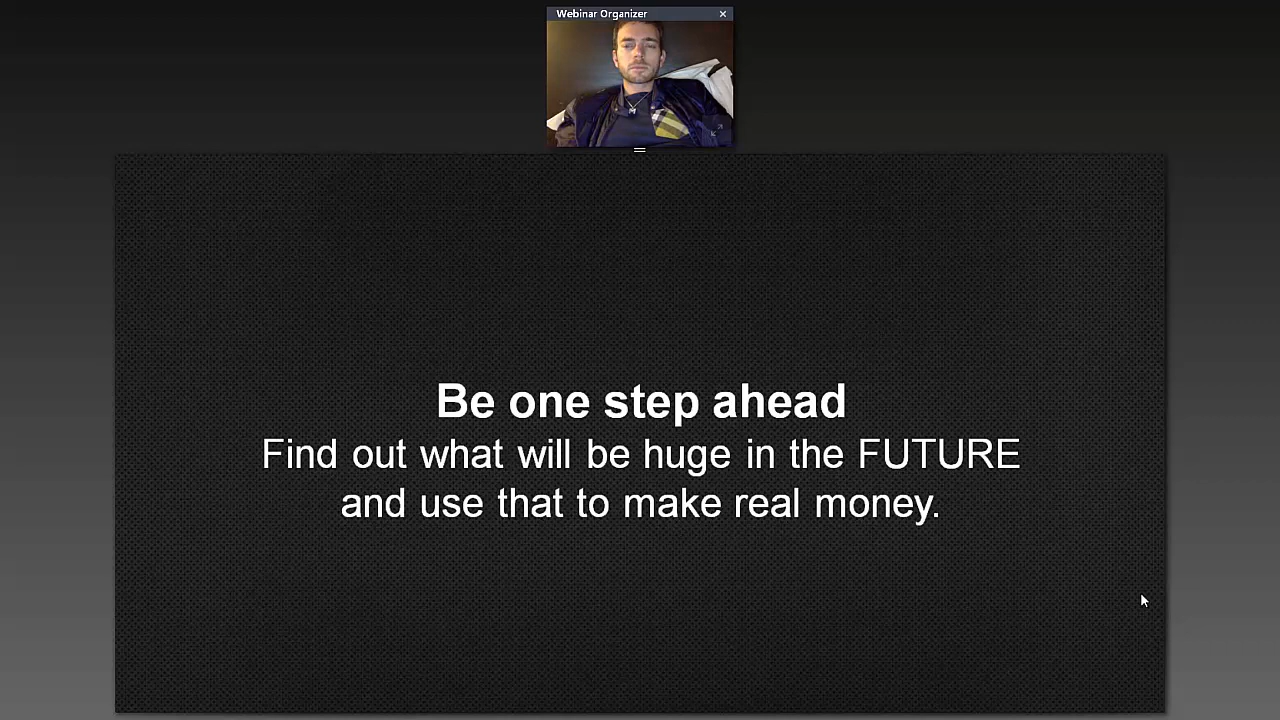 Webinar Organizer
Be one step ahead
Find out what will be huge in the FUTURE
and use that to make real money.